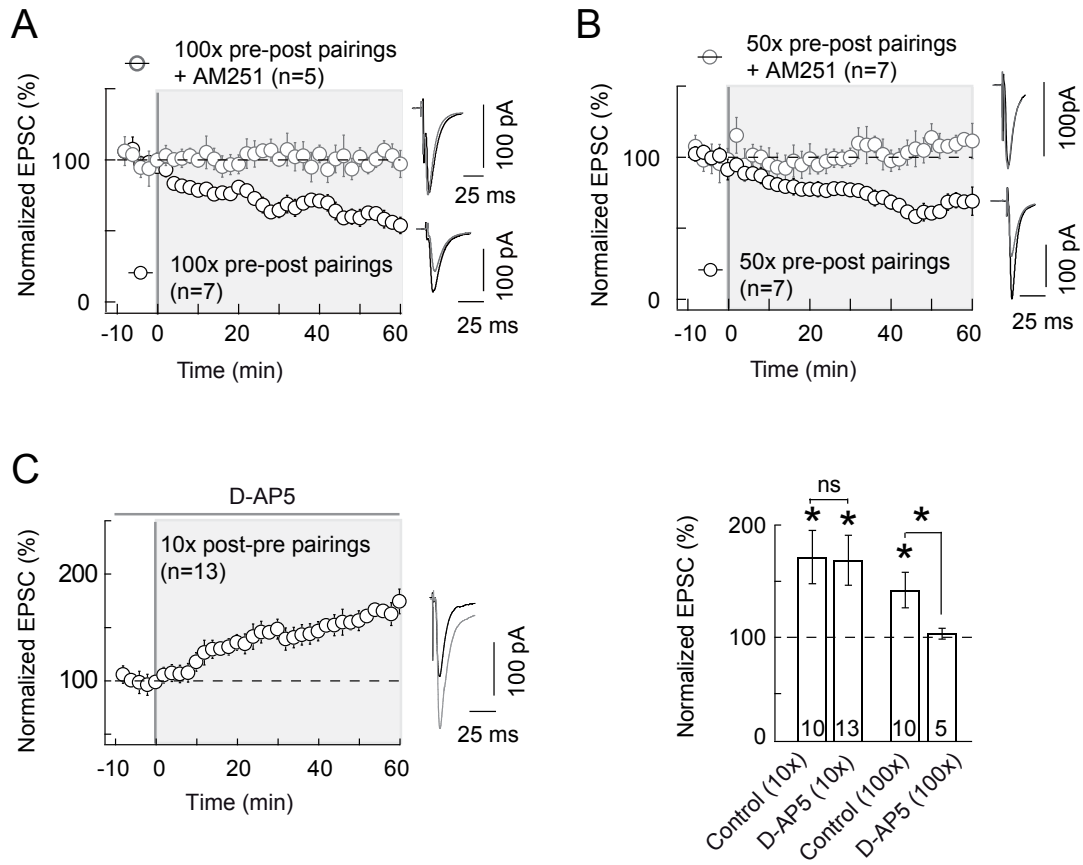 A
100x pre-post pairings
+ AM251 (n=5)
Normalized EPSC (%)
100
0
100x pre-post pairings
(n=7)
-10 0 20 40 60
Time (min)
100 pA
25 ms
100 pA
25 ms
B
50x pre-post pairings
+ AM251 (n=7)
Normalized EPSC (%)
100
0
50x pre-post pairings
(n=7)
-10 0 20 40 60
Time (min)
100pA
100 pA
25 ms
C
D-AP5
10x post-pre pairings
(n=13)
Normalized EPSC (%)
200
100
-10 0 20 40 60
Time (min)
100 pA
25 ms
Normalized EPSC (%)
200
100
0
ns
* * * *
10 13 10 5
Control (10x)
D-AP5 (10x)
Control (100x)
D-AP5 (100x)